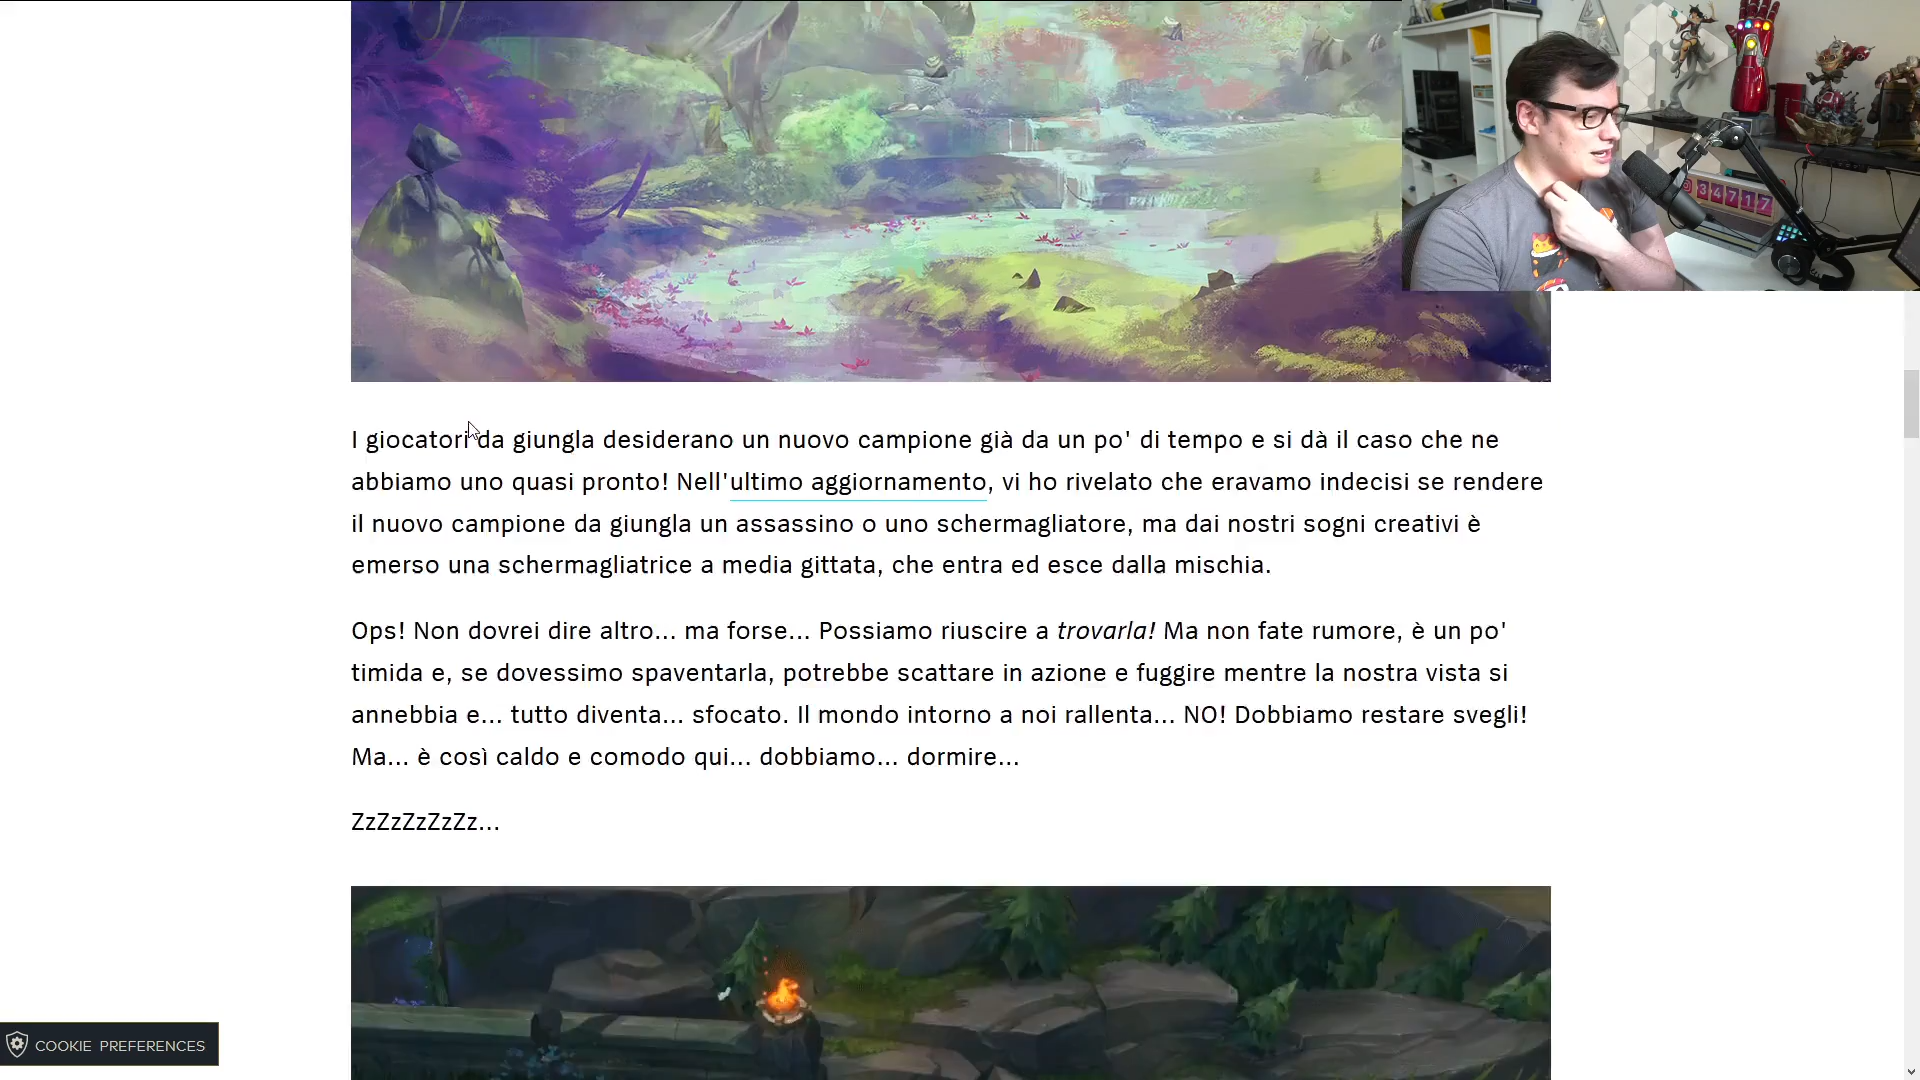 34717
I giocatori da giungla desiderano un nuovo campione già da un po' di tempo e si dà il caso che ne
abbiamo uno quasi pronto! Nell'ultimo aggiornamento, vi ho rivelato che eravamo indecisi se rendere
il nuovo campione da giungla un assassino o uno schermagliatore, ma dai nostri sogni creativi è
emerso una schermagliatrice a media gittata, che entra ed esce dalla mischia.
Ops! Non dovrei dire altro... ma forse... Possiamo riuscire a trovarla! Ma non fate rumore, è un po'
timida e, se dovessimo spaventarla, potrebbe scattare in azione e fuggire mentre la nostra vista si
annebbia e... tutto diventa... sfocato. Il mondo intorno a noi rallenta... NO! Dobbiamo restare svegli!
Ma... è così caldo e comodo qui... dobbiamo... dormire...
ZzZzZzZzZz...
COOKIE PREFERENCES